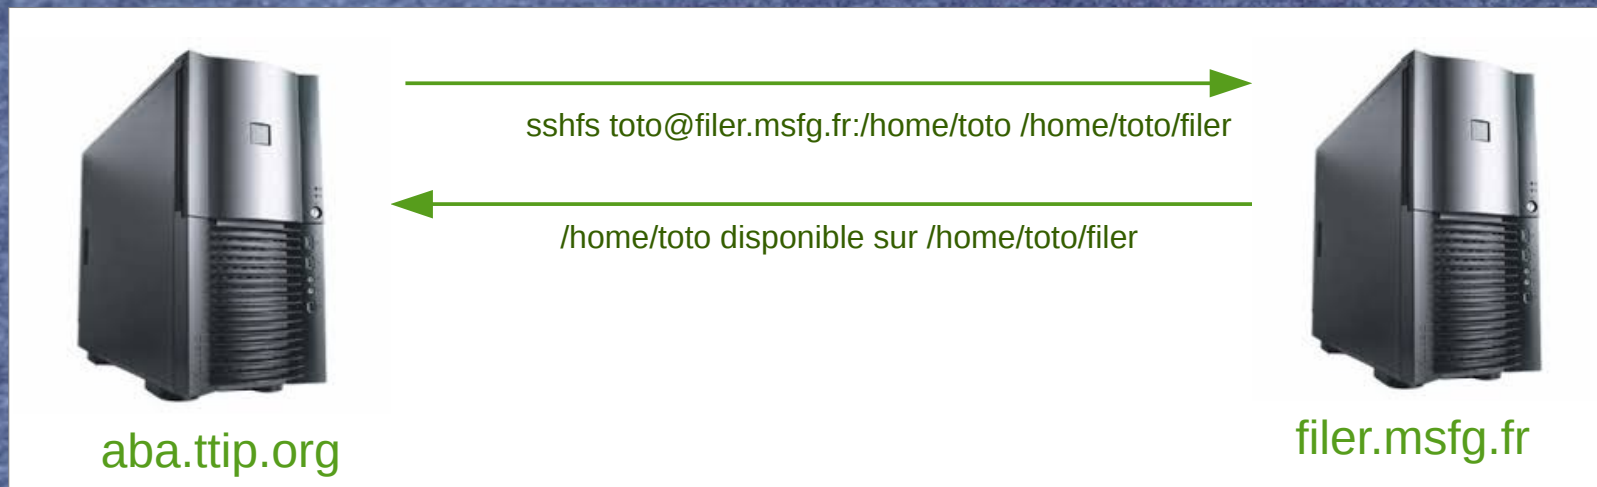 sshfs toto@filer.msfg.fr:/home/toto /home/toto/filer
/home/toto disponible sur /home/toto/filer
aba.ttip.org
filer.msfg.fr